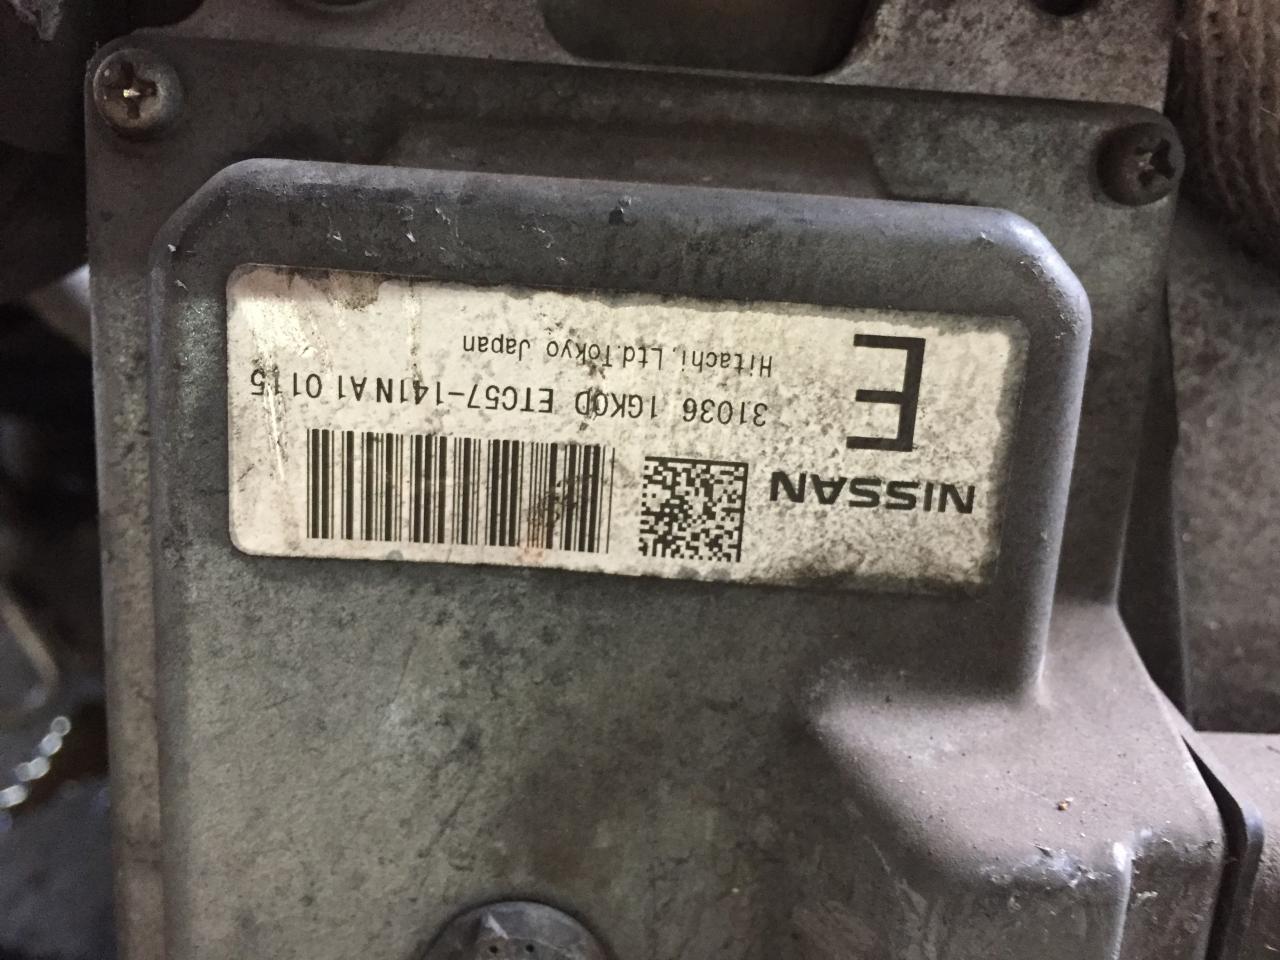 NISSAN
E
31036 1GK0D ETC57-141NA1 0115
Hitachi, Ltd.Tokyo Japan